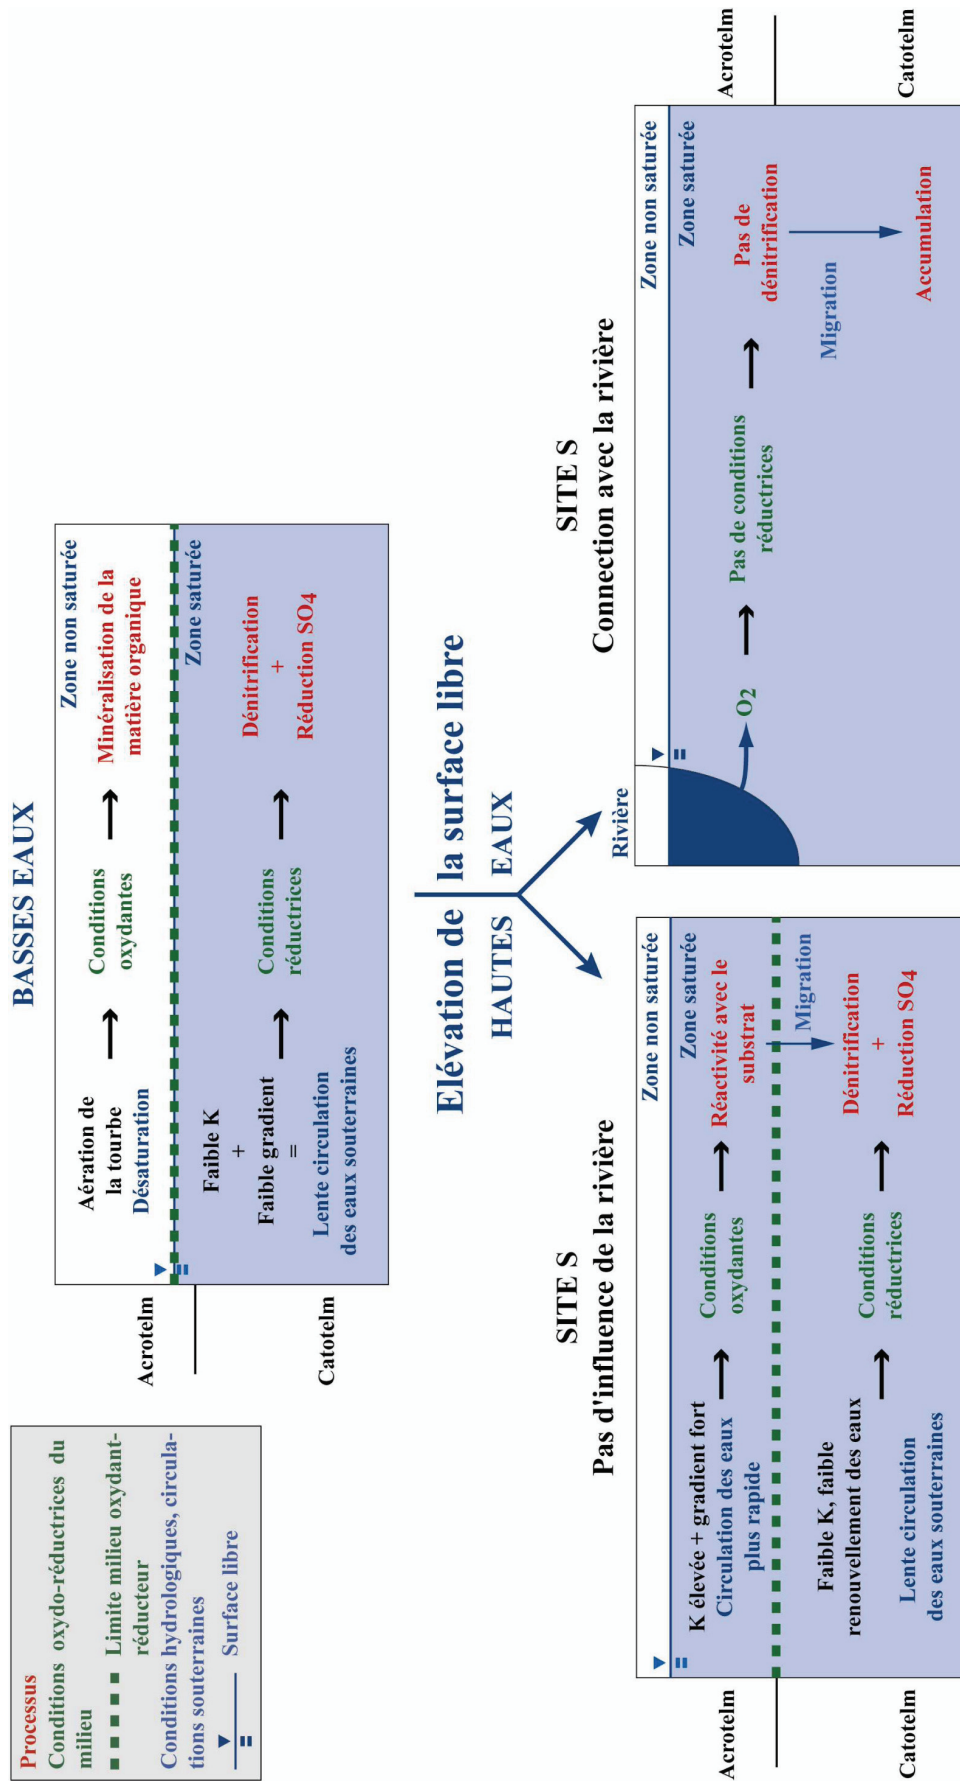 Processus
Conditions oxydo-réductrices du
milieu
Limite milieu oxydant-
réducteur
Conditions hydrologiques, circula-
tions souterraines
Surface libre
BASSES EAUX
Acrotelm
Catotelm
Zone non saturée
Aération de
la tourbe
Désaturation
Conditions
oxydantes
Minéralisation de la
matière organique
Zone saturée
Faible K
+
Faible gradient
=
Lente circulation
des eaux souterraines
Conditions
réductrices
Dénitrification
+
Réduction SO4
Elévation de la surface libre
HAUTES EAUX
SITE S
Pas d'influence de la rivière
Acrotelm
Catotelm
Zone non saturée
Zone saturée
K élevée + gradient fort
Circulation des eaux
plus rapide
Conditions
oxydantes
Réactivité avec le
substrat
Migration
Faible K, faible
renouvellement des eaux
Lente circulation
des eaux souterraines
Conditions
réductrices
Dénitrification
+
Réduction SO4
SITE S
Connection avec la rivière
Rivière
Zone non saturée
Zone saturée
O2
Pas de conditions
réductrices
Pas de
dénitrification
Migration
Accumulation
Acrotelm
Catotelm